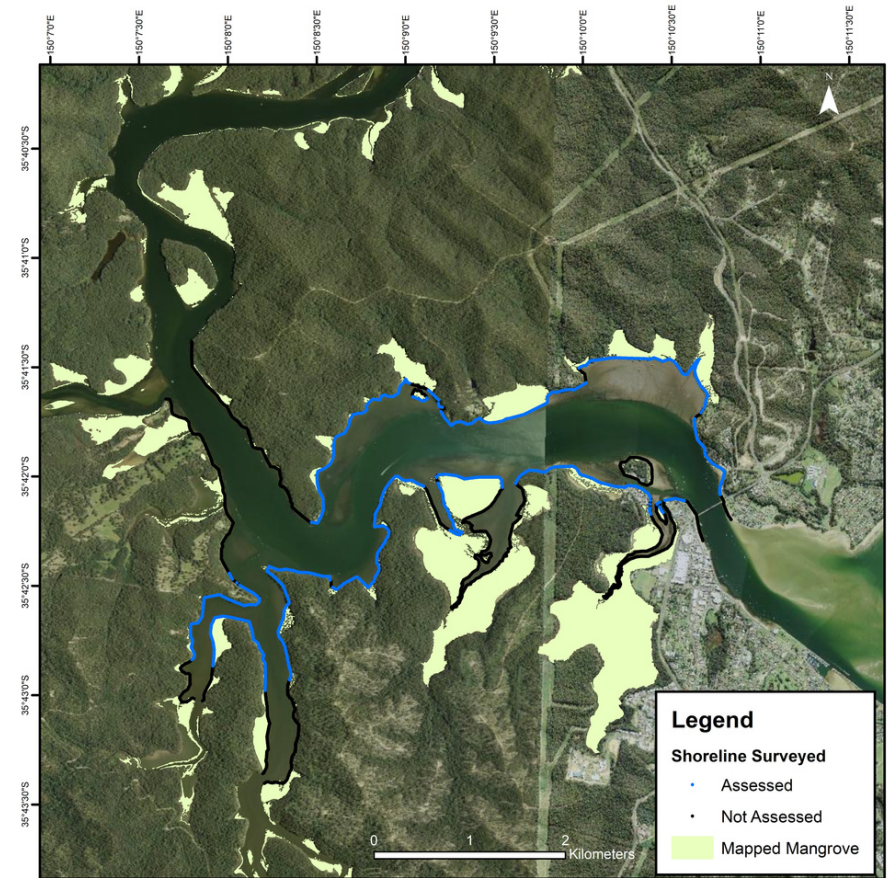 150°7'0"E
150°7'30"E
150°8'0"E
150°8'30"E
150°9'0"E
150°9'30"E
150°10'0"E
150°10'30"E
150°11'0"E
150°11'30"E
N
35°40'30"S
35°41'0"S
35°41'30"S
35°42'0"S
35°42'30"S
35°43'0"S
35°43'30"S
Legend
Shoreline Surveyed
Assessed
Not Assessed
Mapped Mangrove
0 1 2
Kilometers